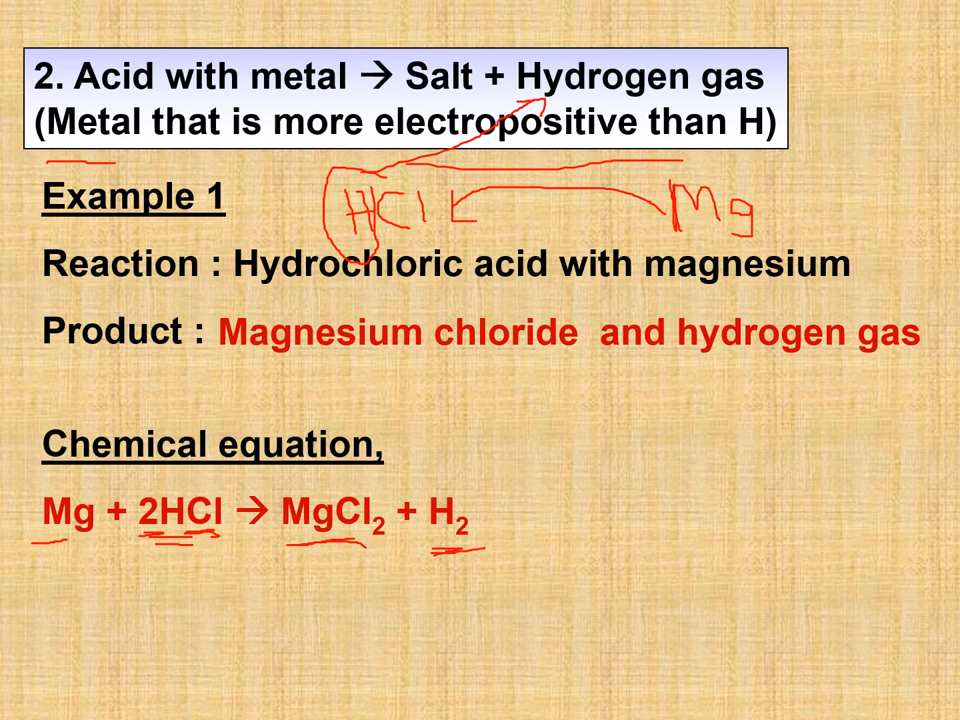 2. Acid with metal → Salt + Hydrogen gas
(Metal that is more electropositive than H)
HCl Mg
Example 1
Reaction : Hydrochloric acid with magnesium
Product : Magnesium chloride and hydrogen gas
Chemical equation,
Mg + 2HCl → MgCl₂ + H₂